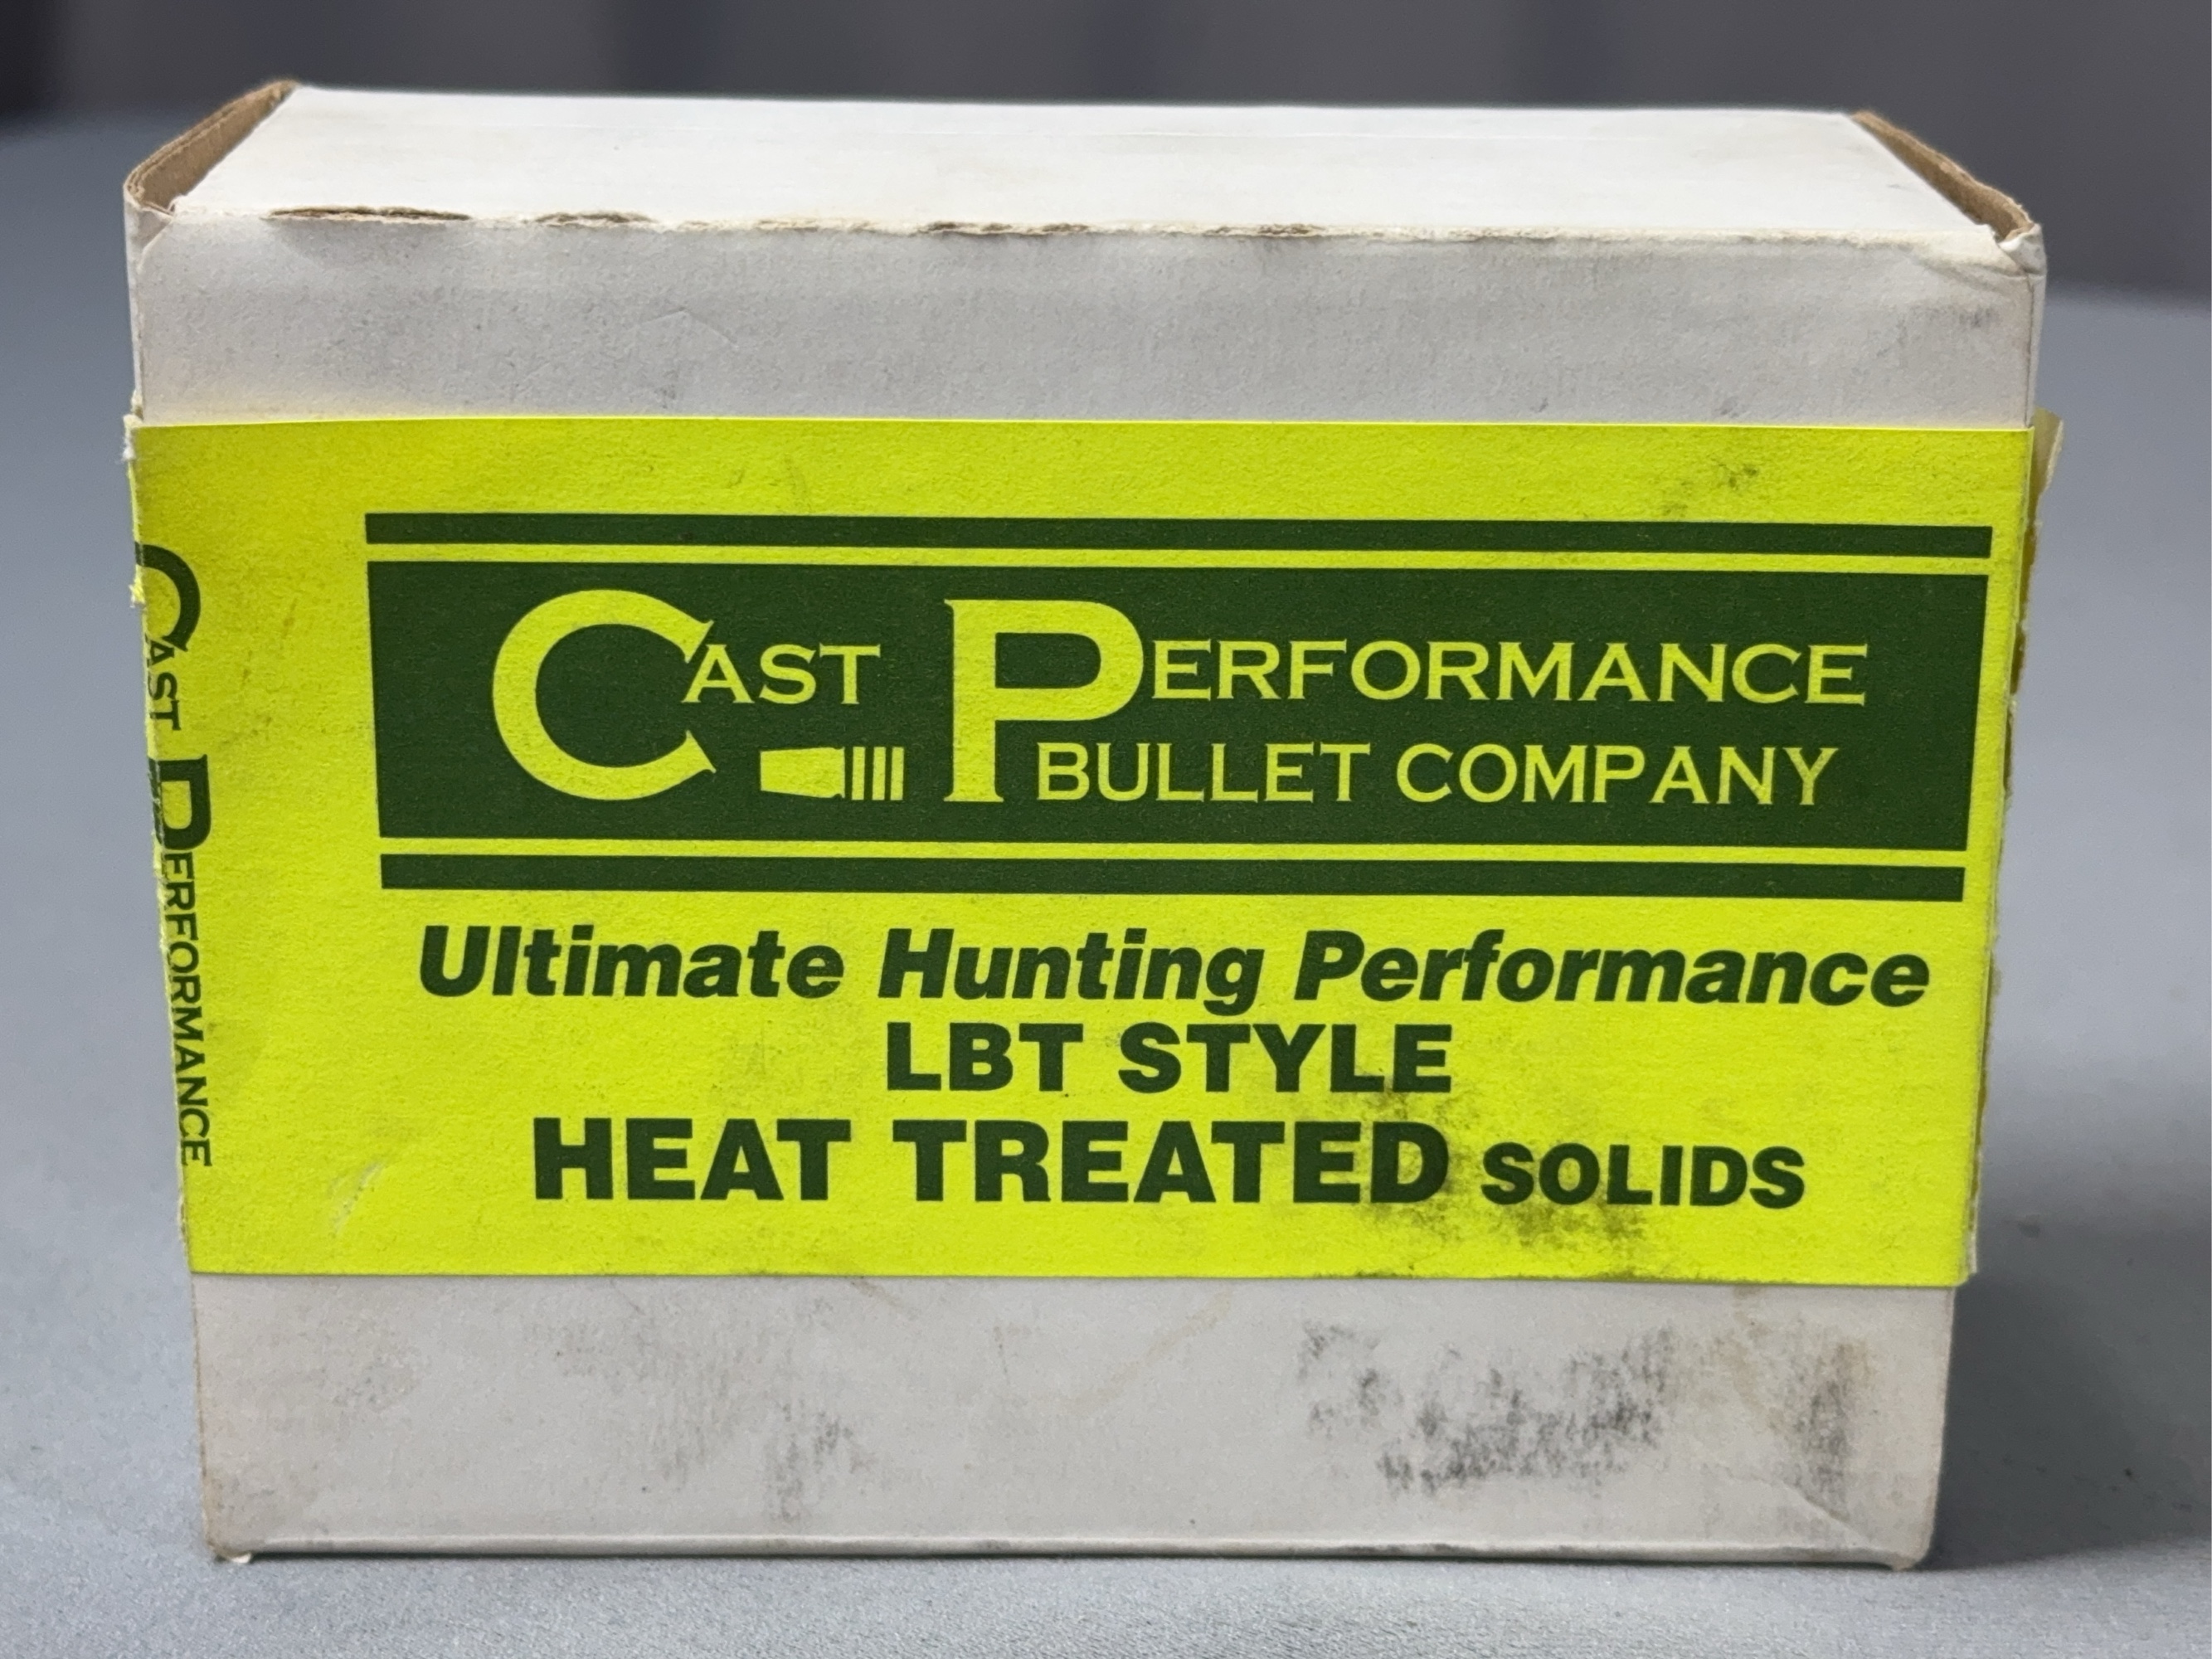 CAST PERFORMANCE
BULLET COMPANY
Ultimate Hunting Performance
LBT STYLE
HEAT TREATED SOLIDS
CAST PERFORMANCE